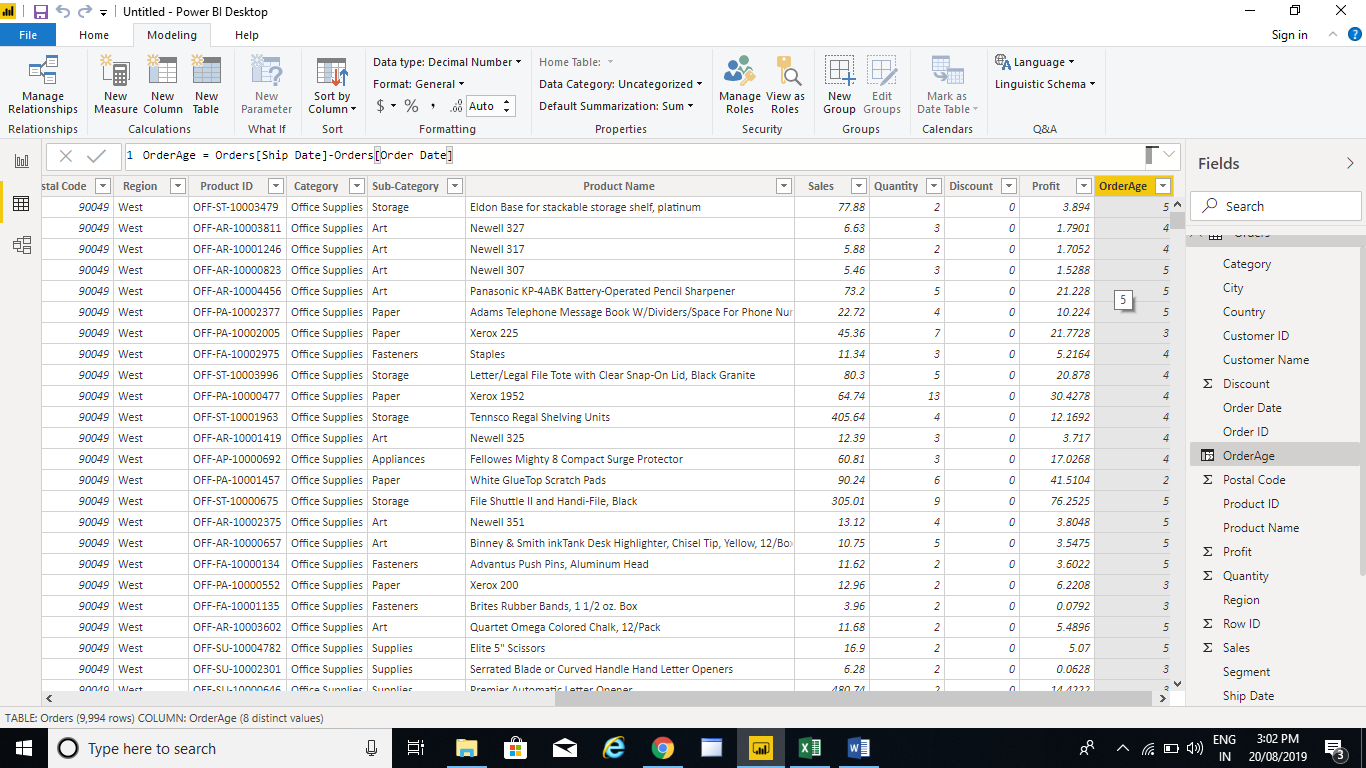 Untitled - Power BI Desktop
File Home Modeling Help Sign in
Manage Relationships
New Measure
New Column
New Table
New Parameter
Sort by Column
Data type: Decimal Number
Format: General
$ % , .00 Auto
Home Table:
Data Category: Uncategorized
Default Summarization: Sum
Manage Roles
View as Roles
New Group
Edit Groups
Mark as Date Table
Language
Linguistic Schema
Relationships Calculations What If Sort Formatting Properties Security Groups Calendars Q&A
1 OrderAge = Orders[Ship Date]-Orders[Order Date]
stal Code Region Product ID Category Sub-Category Product Name Sales Quantity Discount Profit OrderAge
90049 West OFF-ST-10003479 Office Supplies Storage Eldon Base for stackable storage shelf, platinum 77.88 2 0 3.894 5
90049 West OFF-AR-10003811 Office Supplies Art Newell 327 6.63 3 0 1.7901 4
90049 West OFF-AR-10001246 Office Supplies Art Newell 317 5.88 2 0 1.7052 4
90049 West OFF-AR-10000823 Office Supplies Art Newell 307 5.46 3 0 1.5288 5
90049 West OFF-AR-10004456 Office Supplies Art Panasonic KP-4ABK Battery-Operated Pencil Sharpener 73.2 5 0 21.228 5
5
90049 West OFF-PA-10002377 Office Supplies Paper Adams Telephone Message Book W/Dividers/Space For Phone Nur 22.72 4 0 10.224 5
90049 West OFF-PA-10002005 Office Supplies Paper Xerox 225 45.36 7 0 21.7728 3
90049 West OFF-FA-10002975 Office Supplies Fasteners Staples 11.34 3 0 5.2164 4
90049 West OFF-ST-10003996 Office Supplies Storage Letter/Legal File Tote with Clear Snap-On Lid, Black Granite 80.3 5 0 20.878 4
90049 West OFF-PA-10000477 Office Supplies Paper Xerox 1952 64.74 13 0 30.4278 4
90049 West OFF-ST-10001963 Office Supplies Storage Tennsco Regal Shelving Units 405.64 4 0 12.1692 4
90049 West OFF-AR-10001419 Office Supplies Art Newell 325 12.39 3 0 3.717 4
90049 West OFF-AP-10000692 Office Supplies Appliances Fellowes Mighty 8 Compact Surge Protector 60.81 3 0 17.0268 4
90049 West OFF-PA-10001457 Office Supplies Paper White GlueTop Scratch Pads 90.24 6 0 41.5104 2
90049 West OFF-ST-10000675 Office Supplies Storage File Shuttle II and Handi-File, Black 305.01 9 0 76.2525 5
90049 West OFF-AR-10002375 Office Supplies Art Newell 351 13.12 4 0 3.8048 5
90049 West OFF-AR-10000657 Office Supplies Art Binney & Smith inkTank Desk Highlighter, Chisel Tip, Yellow, 12/Box 10.75 5 0 3.5475 5
90049 West OFF-FA-10000134 Office Supplies Fasteners Advantus Push Pins, Aluminum Head 11.62 2 0 3.6022 5
90049 West OFF-PA-10000552 Office Supplies Paper Xerox 200 12.96 2 0 6.2208 3
90049 West OFF-FA-10001135 Office Supplies Fasteners Brites Rubber Bands, 1 1/2 oz. Box 3.96 2 0 0.0792 3
90049 West OFF-AR-10003602 Office Supplies Art Quartet Omega Colored Chalk, 12/Pack 11.68 2 0 5.4896 5
90049 West OFF-SU-10004782 Office Supplies Supplies Elite 5" Scissors 16.9 2 0 5.07 5
90049 West OFF-SU-10002301 Office Supplies Supplies Serrated Blade or Curved Handle Hand Letter Openers 6.28 2 0 0.0628 3
90049 West OFF-SU-10000646 Office Supplies Supplies Premier Automatic Letter Opener 480.74 2 0 14.4222 3
Fields
Search
Orders
Category
City
Country
Customer ID
Customer Name
Σ Discount
Order Date
Order ID
OrderAge
Σ Postal Code
Product ID
Product Name
Σ Profit
Σ Quantity
Region
Σ Row ID
Σ Sales
Segment
Ship Date
TABLE: Orders (9,994 rows) COLUMN: OrderAge (8 distinct values)
Type here to search
ENG
IN
3:02 PM
20/08/2019
3